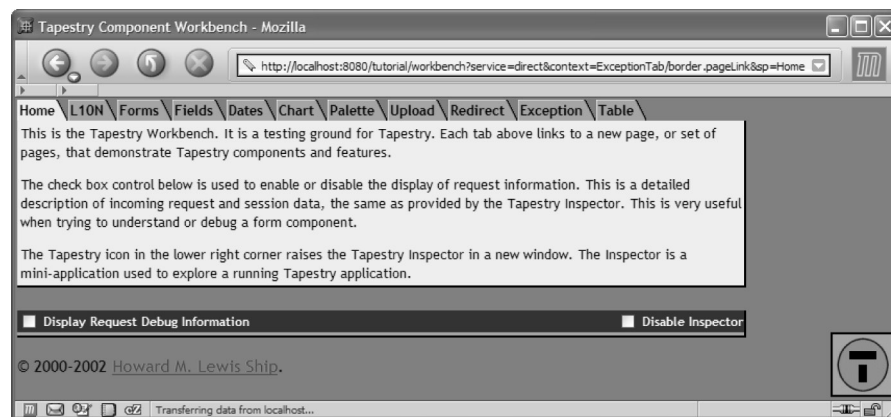 Tapestry Component Workbench - Mozilla
http://localhost:8080/tutorial/workbench?service=direct&context=ExceptionTab/border.pageLink&sp=Home
Home L10N Forms Fields Dates Chart Palette Upload Redirect Exception Table
This is the Tapestry Workbench. It is a testing ground for Tapestry. Each tab above links to a new page, or set of
pages, that demonstrate Tapestry components and features.
The check box control below is used to enable or disable the display of request information. This is a detailed
description of incoming request and session data, the same as provided by the Tapestry Inspector. This is very useful
when trying to understand or debug a form component.
The Tapestry icon in the lower right corner raises the Tapestry Inspector in a new window. The Inspector is a
mini-application used to explore a running Tapestry application.
Display Request Debug Information Disable Inspector
© 2000-2002 Howard M. Lewis Ship.
Transferring data from localhost...